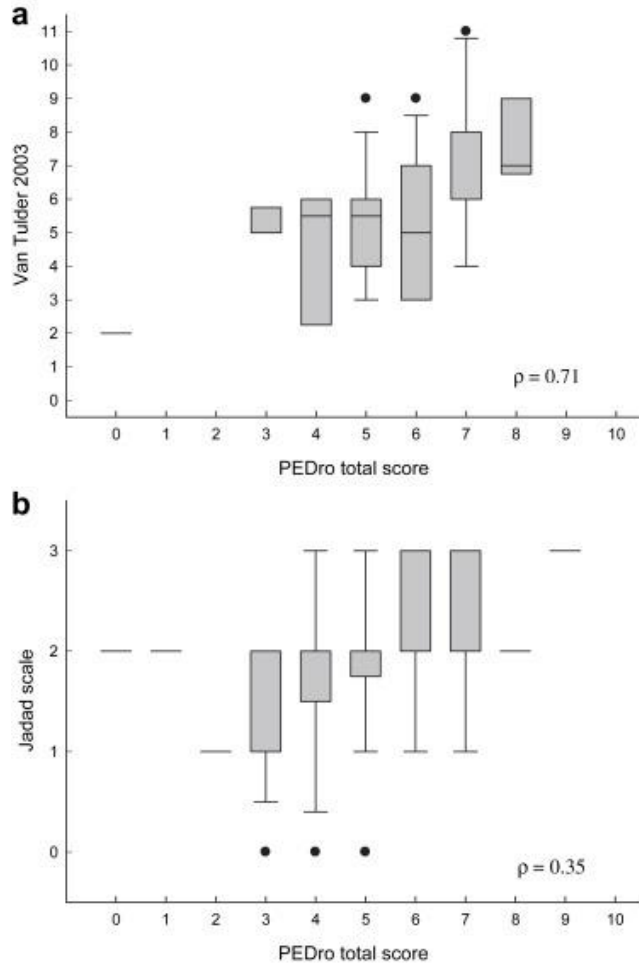 a
11
10
9
8
7
6
5
4
3
2
1
0
Van Tulder 2003
ρ = 0.71
0 1 2 3 4 5 6 7 8 9 10
PEDro total score
b
3
2
1
0
Jadad scale
ρ = 0.35
0 1 2 3 4 5 6 7 8 9 10
PEDro total score